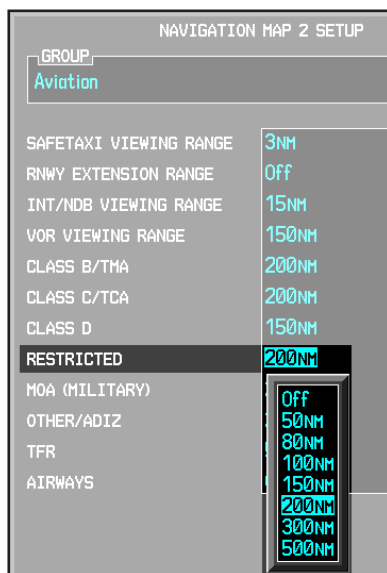 NAVIGATION MAP 2 SETUP
GROUP
Aviation
SAFETAXI VIEWING RANGE 3NM
RNWY EXTENSION RANGE Off
INT/NDB VIEWING RANGE 15NM
VOR VIEWING RANGE 150NM
CLASS B/TMA 200NM
CLASS C/TCA 200NM
CLASS D 150NM
RESTRICTED 200NM
MOA (MILITARY)
OTHER/ADIZ
TFR
AIRWAYS
Off
50NM
80NM
100NM
150NM
200NM
300NM
500NM